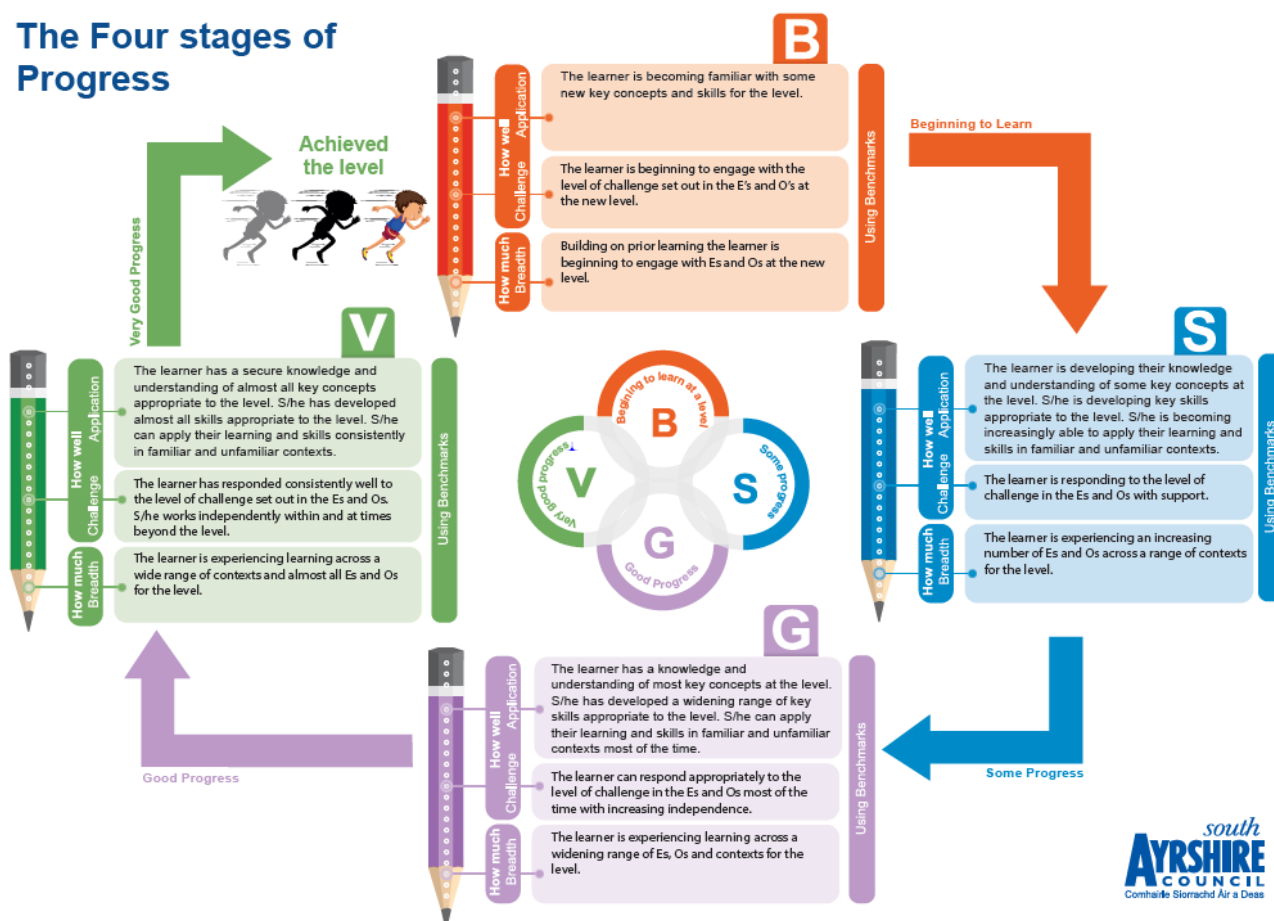 The Four stages of
Progress
B
How well
Application
Challenge
How much
Breadth
The learner is becoming familiar with some
new key concepts and skills for the level.
The learner is beginning to engage with the
level of challenge set out in the E's and O's at
the new level.
Building on prior learning the learner is
beginning to engage with Es and Os at the new
level.
Using Benchmarks
Beginning to Learn
S
How well
Application
Challenge
How much
Breadth
The learner is developing their knowledge
and understanding of some key concepts at
the level. S/he is developing key skills
appropriate to the level. S/he is becoming
increasingly able to apply their learning and
skills in familiar and unfamiliar contexts.
The learner is responding to the level of
challenge in the Es and Os with support.
The learner is experiencing an increasing
number of Es and Os across a range of contexts
for the level.
Using Benchmarks
Some Progress
G
How well
Application
Challenge
How much
Breadth
The learner has a knowledge and
understanding of most key concepts at the level.
S/he has developed a widening range of key
skills appropriate to the level. S/he can apply
their learning and skills in familiar and unfamiliar
contexts most of the time.
The learner can respond appropriately to the
level of challenge in the Es and Os most of the
time with increasing independence.
The learner is experiencing learning across a
widening range of Es, Os and contexts for the
level.
Using Benchmarks
Good Progress
V
How well
Application
Challenge
How much
Breadth
The learner has a secure knowledge and
understanding of almost all key concepts
appropriate to the level. S/he has developed
almost all skills appropriate to the level. S/he
can apply their learning and skills consistently
in familiar and unfamiliar contexts.
The learner has responded consistently well to
the level of challenge set out in the Es and Os.
S/he works independently within and at times
beyond the level.
The learner is experiencing learning across a
wide range of contexts and almost all Es and Os
for the level.
Using Benchmarks
Very Good Progress
Achieved
the level
Begining to learn at a level
B
Some progress
S
G
Good Progress
Very good progress
V
south
AYRSHIRE
COUNCIL
Comhairle Siorrachd Àir a Deas